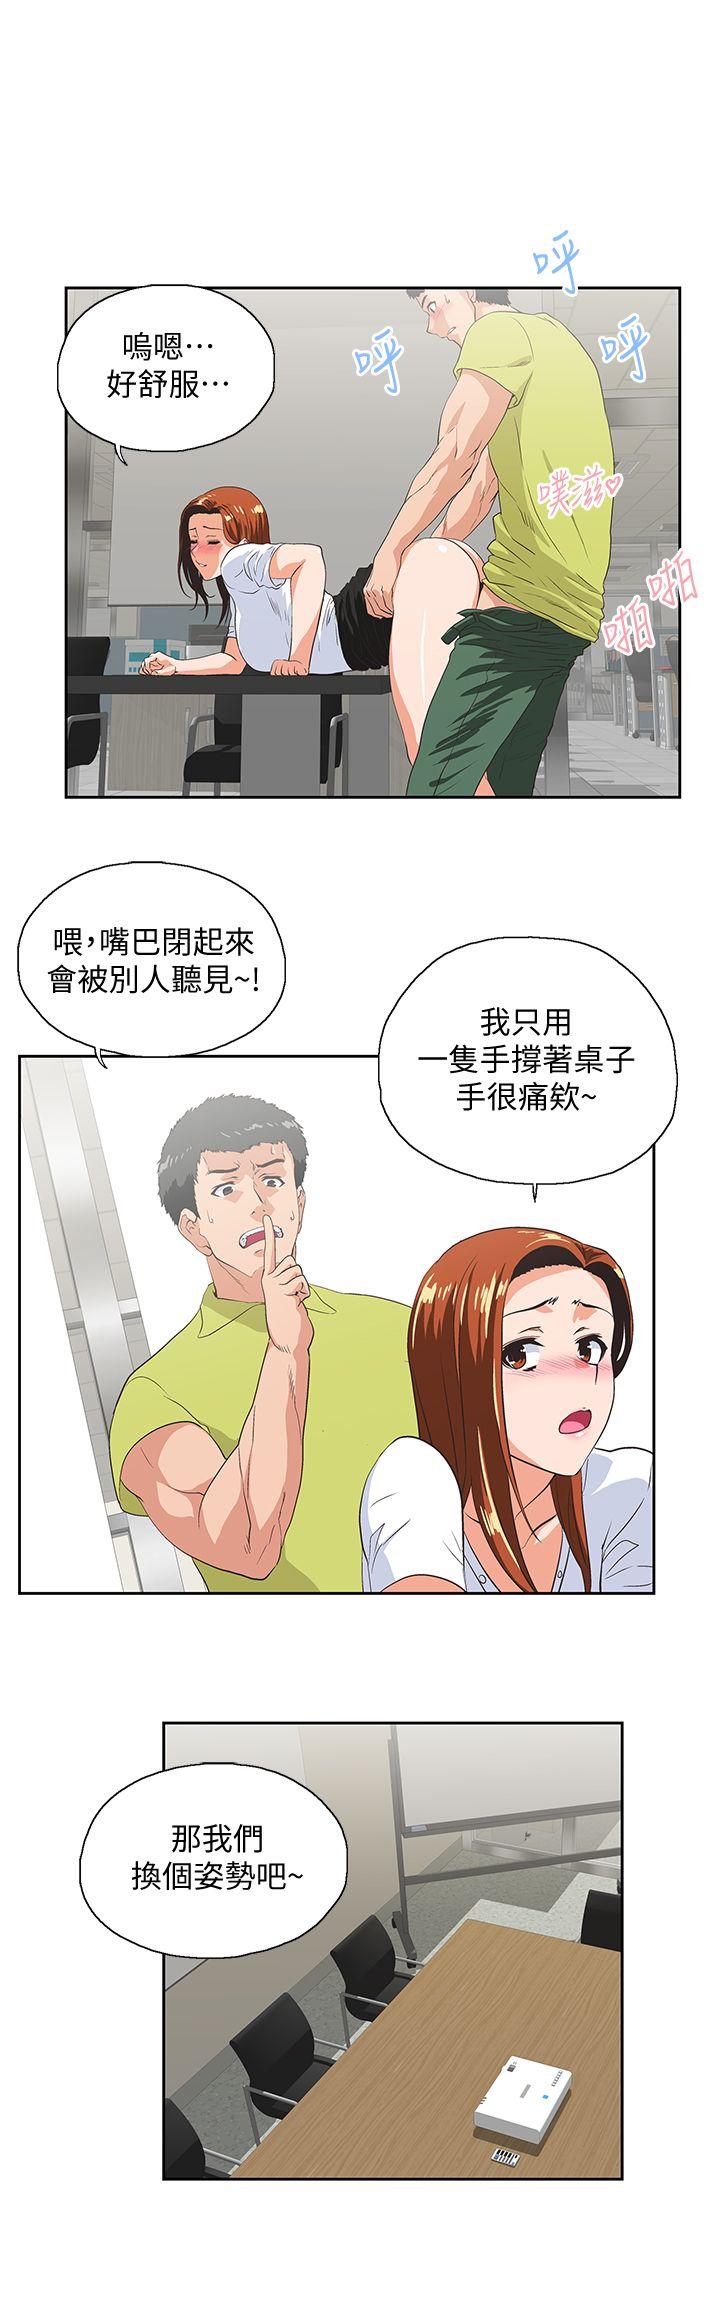 嗚嗯⋯
好舒服⋯
呼
呼
呼
噗滋♡
啪
啪
喂,嘴巴閉起來
會被別人聽見~!
我只用
一隻手撐著桌子
手很痛欸~
那我們
換個姿勢吧~